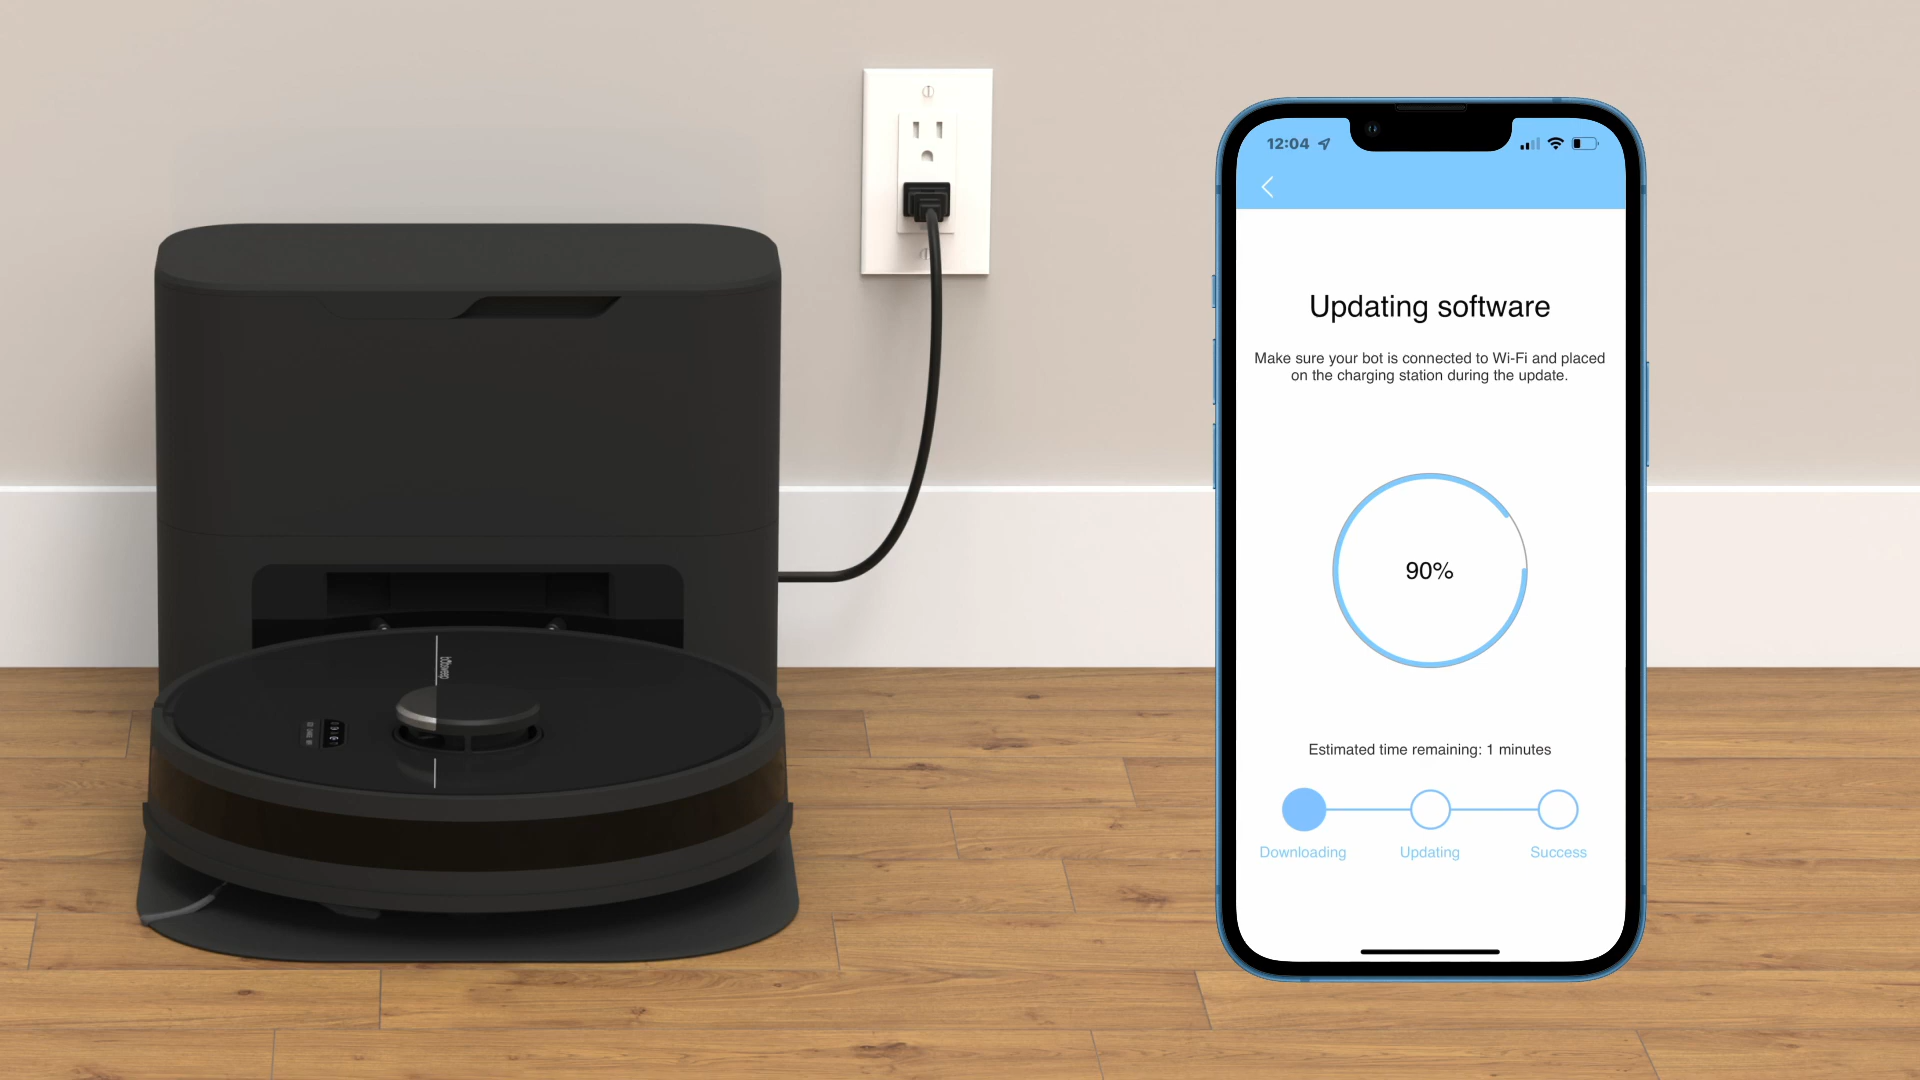 12:04
Updating software
Make sure your bot is connected to Wi-Fi and placed
on the charging station during the update.
90%
Estimated time remaining: 1 minutes
Downloading
Updating
Success